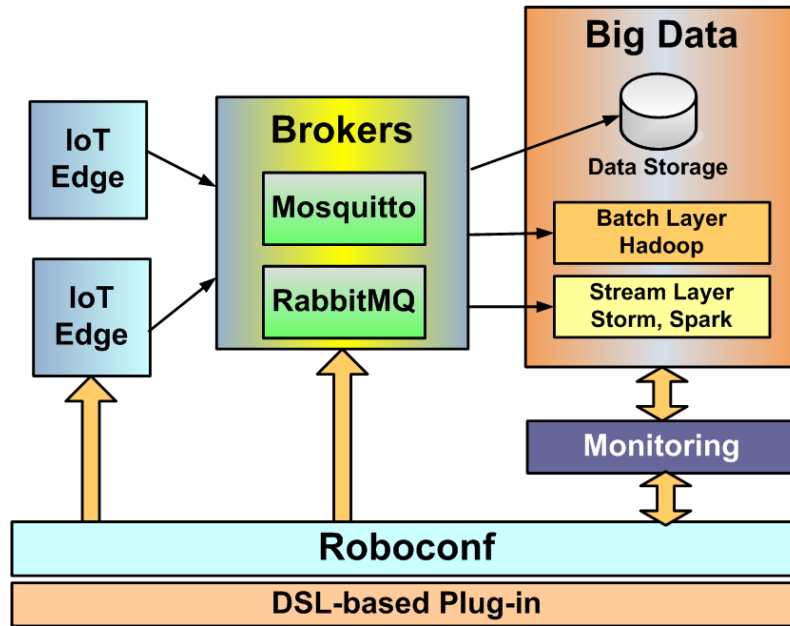 IoT
Edge
IoT
Edge
Brokers
Mosquitto
RabbitMQ
Big Data
Data Storage
Batch Layer
Hadoop
Stream Layer
Storm, Spark
Monitoring
Roboconf
DSL-based Plug-in